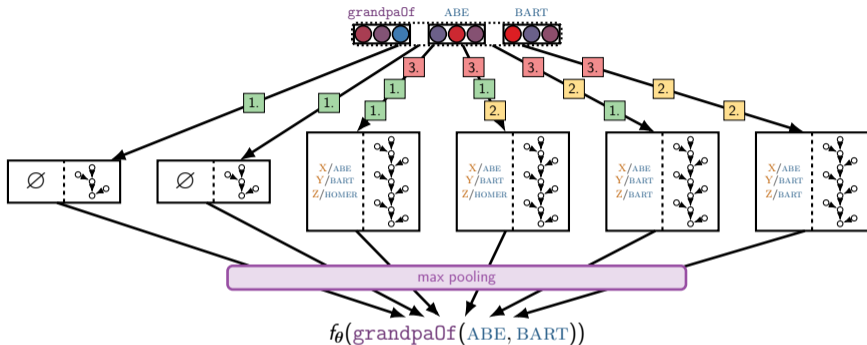 grandpaOf ABE BART
3. 3. 3. 3.
1. 1. 1. 1. 2. 2.
1. 2. 1. 2.
∅ ∅
X/ABE X/ABE X/ABE X/ABE
Y/BART Y/BART Y/BART Y/BART
Z/HOMER Z/HOMER Z/BART Z/BART
max pooling
fθ(grandpaOf(ABE, BART))